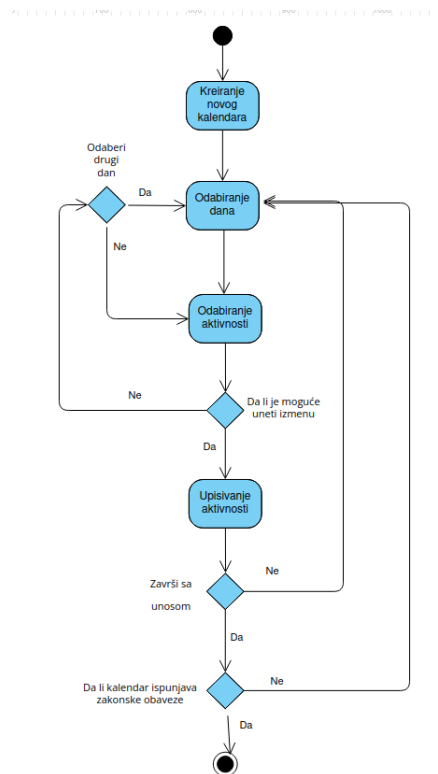 Kreiranje
novog
kalendara
Odaberi
drugi
dan
Da
Odabiranje
dana
Ne
Odabiranje
aktivnosti
Ne
Da li je moguće
uneti izmenu
Da
Upisivanje
aktivnosti
Ne
Završi sa
unosom
Da
Da li kalendar ispunjava
zakonske obaveze
Ne
Da